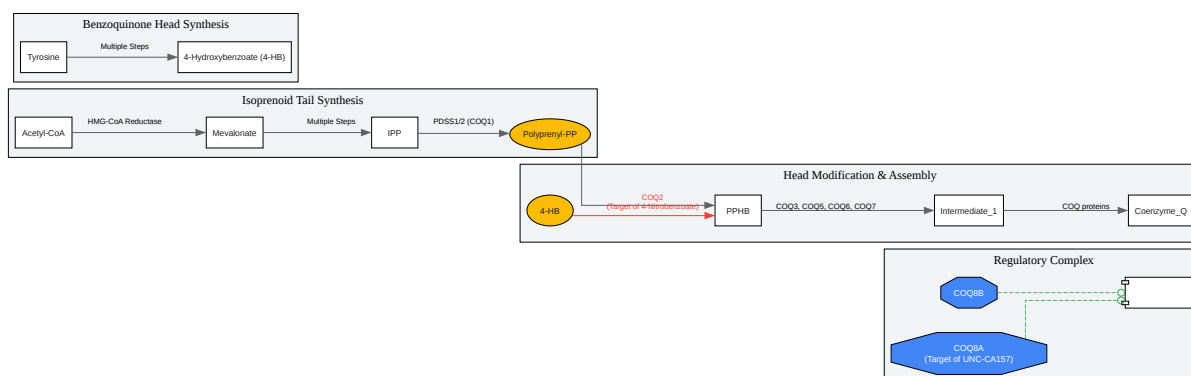 Benzoquinone Head Synthesis
Tyrosine
Multiple Steps
4-Hydroxybenzoate (4-HB)
Isoprenoid Tail Synthesis
Acetyl-CoA
HMG-CoA Reductase
Mevalonate
Multiple Steps
IPP
PDSS1/2 (COQ1)
Polyprenyl-PP
Head Modification & Assembly
4-HB
COQ2
(Target of 4-Nitrobenzoate)
PPHB
COQ3, COQ5, COQ6, COQ7
Intermediate_1
COQ proteins
Coenzyme_Q
Regulatory Complex
COQ8B
COQ8A
(Target of UNC-CA157)